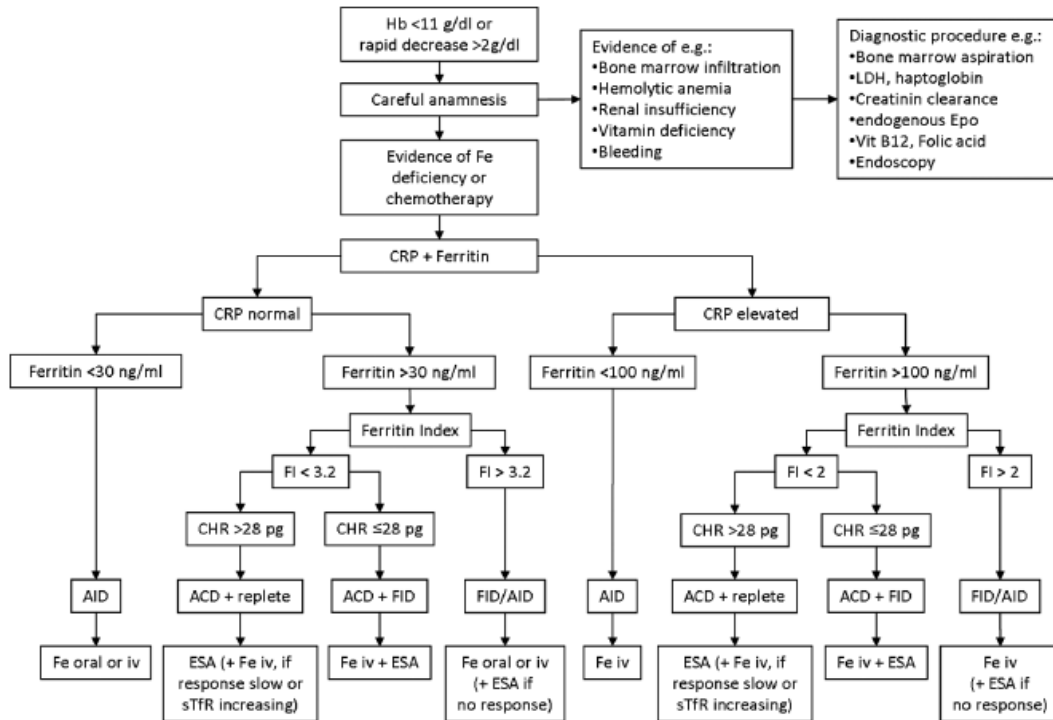 Hb <11 g/dl or
rapid decrease >2g/dl
Careful anamnesis
Evidence of e.g.:
•Bone marrow infiltration
•Hemolytic anemia
•Renal insufficiency
•Vitamin deficiency
•Bleeding
Diagnostic procedure e.g.:
•Bone marrow aspiration
•LDH, haptoglobin
•Creatinin clearance
•endogenous Epo
•Vit B12, Folic acid
•Endoscopy
Evidence of Fe
deficiency or
chemotherapy
CRP + Ferritin
CRP normal
CRP elevated
Ferritin <30 ng/ml
Ferritin >30 ng/ml
Ferritin <100 ng/ml
Ferritin >100 ng/ml
Ferritin Index
Ferritin Index
FI < 3.2
FI > 3.2
FI < 2
FI > 2
CHR >28 pg
CHR ≤28 pg
CHR >28 pg
CHR ≤28 pg
AID
ACD + replete
ACD + FID
FID/AID
AID
ACD + replete
ACD + FID
FID/AID
Fe oral or iv
ESA (+ Fe iv, if
response slow or
sTfR increasing)
Fe iv + ESA
Fe oral or iv
(+ ESA if
no response)
Fe iv
ESA (+ Fe iv, if
response slow or
sTfR increasing)
Fe iv + ESA
Fe iv
(+ ESA if
no response)